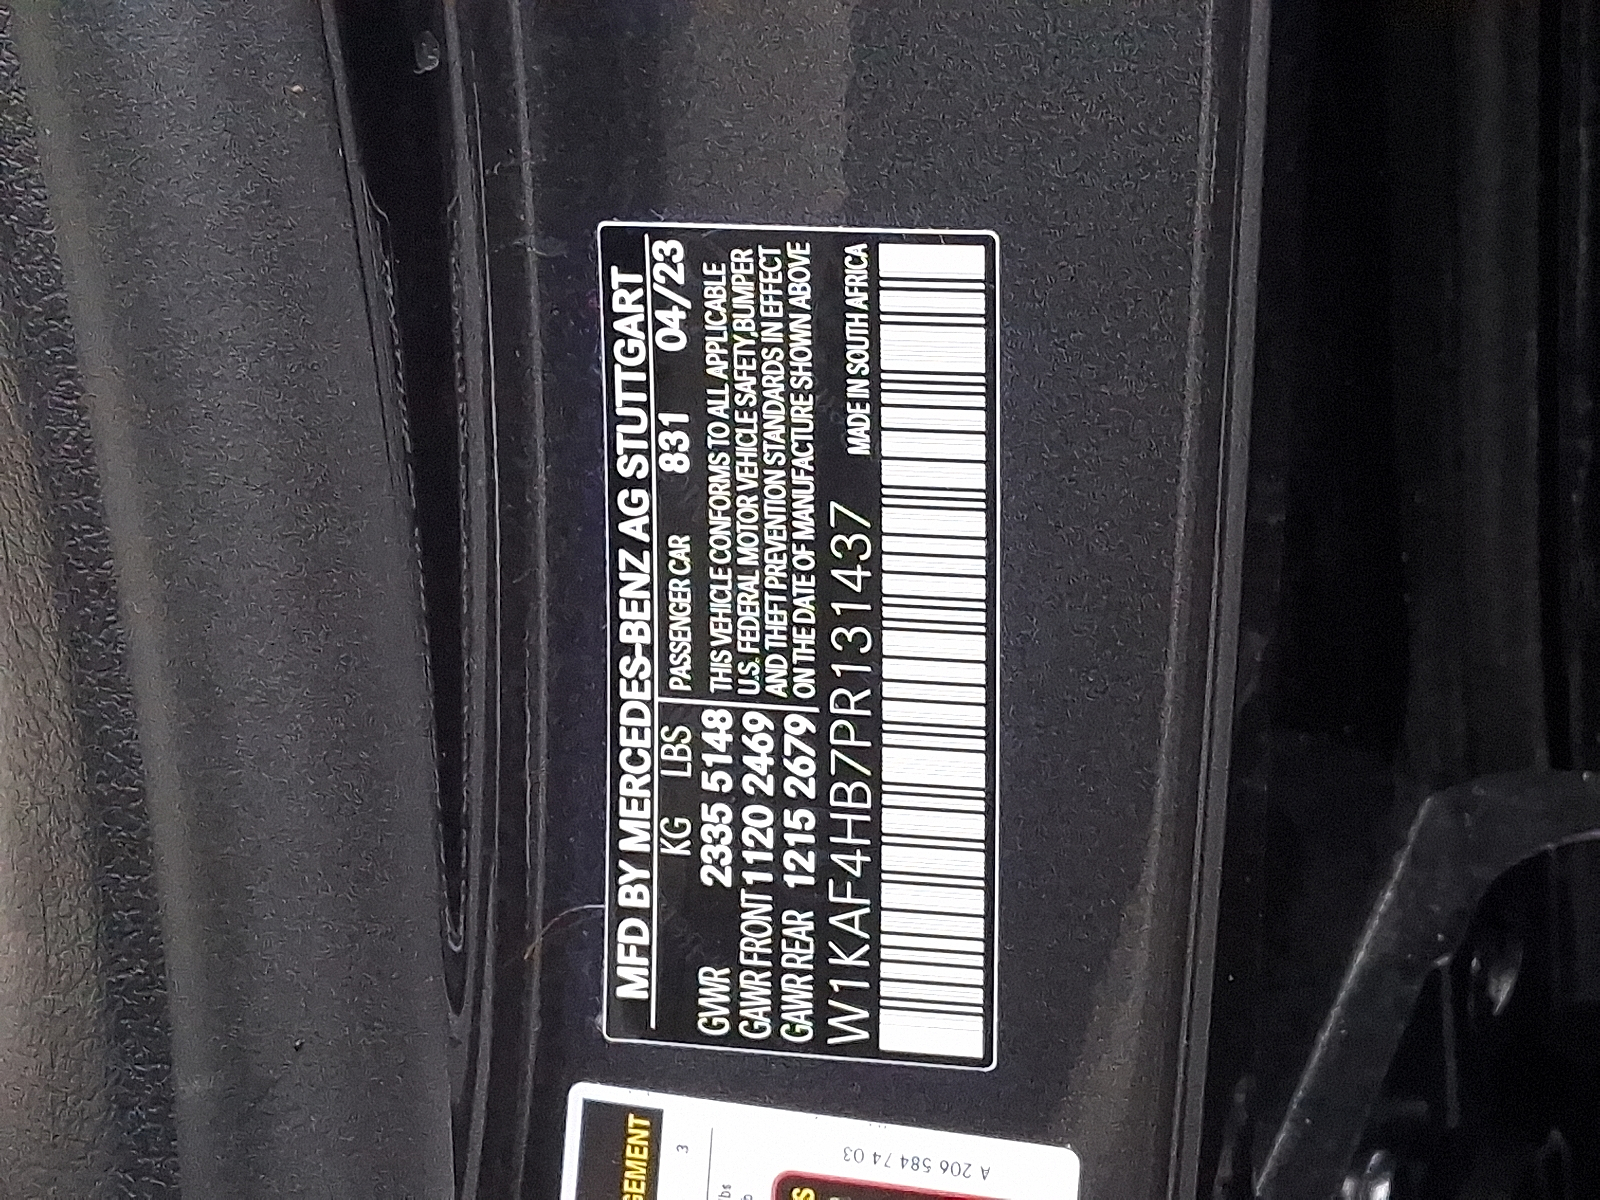 MFD BY MERCEDES-BENZ AG STUTTGART
KG LBS PASSENGER CAR 831 04/23
GVWR 2335 5148 THIS VEHICLE CONFORMS TO ALL APPLICABLE
GAWR FRONT 1120 2469 U.S. FEDERAL MOTOR VEHICLE SAFETY,BUMPER
GAWR REAR 1215 2679 AND THEFT PREVENTION STANDARDS IN EFFECT
ON THE DATE OF MANUFACTURE SHOWN ABOVE
W1KAF4HB7PR131437 MADE IN SOUTH AFRICA
GEMENT
3
lbs
A 206 584 74 03
S